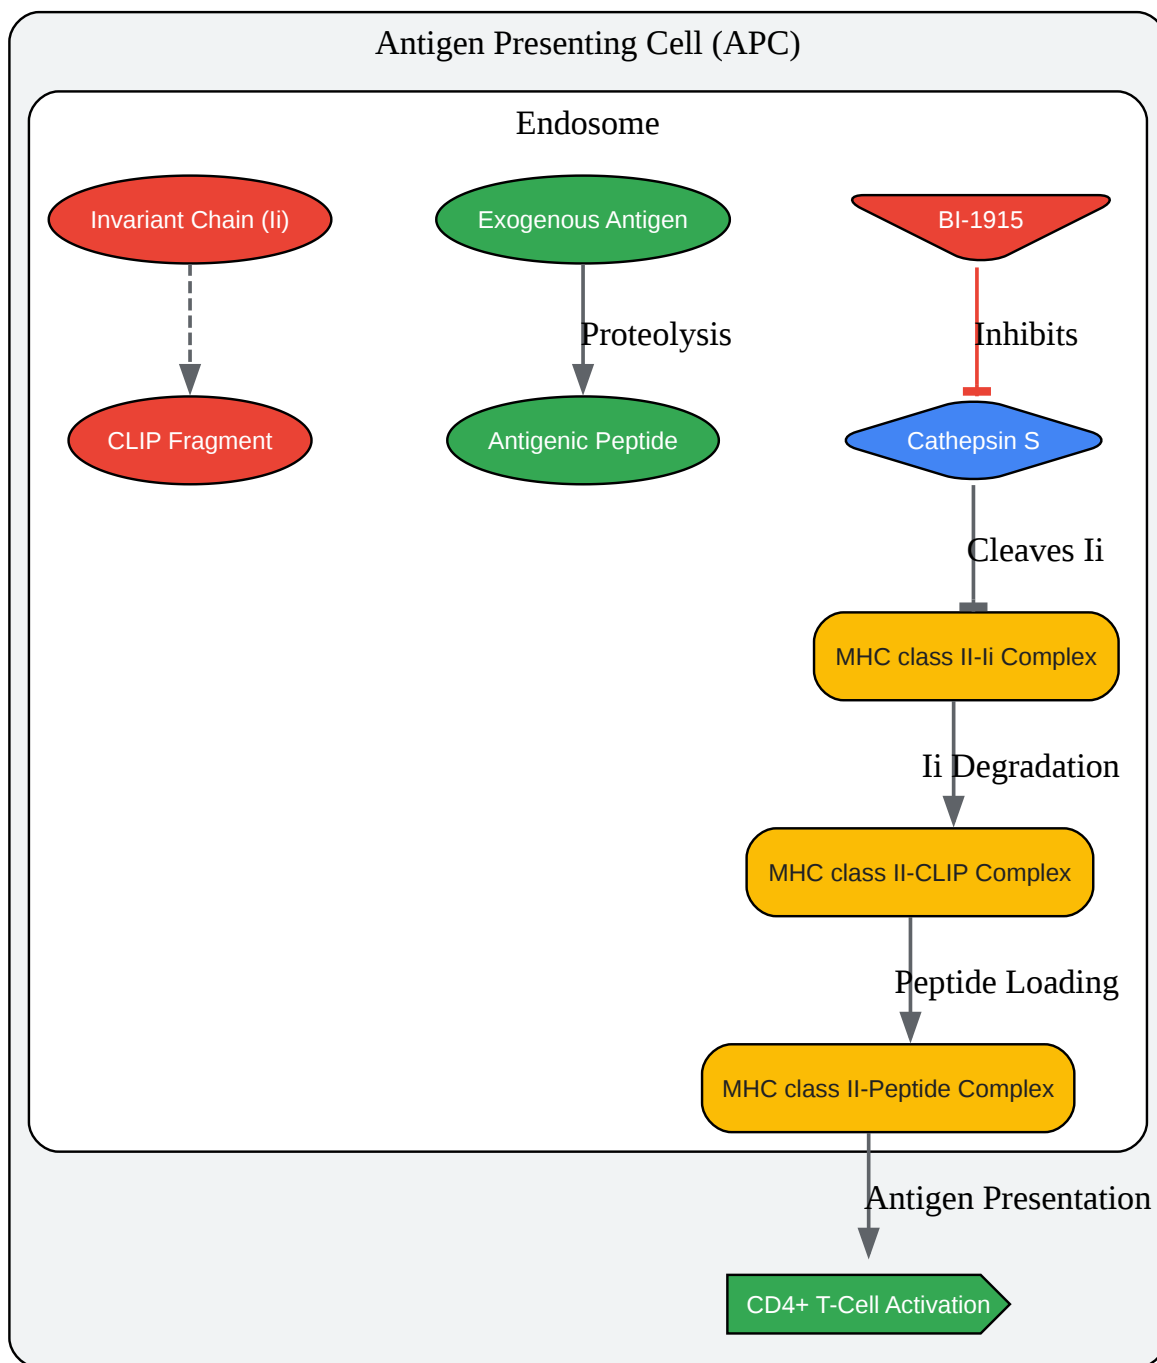 Antigen Presenting Cell (APC)
Endosome
Invariant Chain (Ii)
Exogenous Antigen
BI-1915
Proteolysis
Inhibits
CLIP Fragment
Antigenic Peptide
Cathepsin S
Cleaves Ii
MHC class II-Ii Complex
Ii Degradation
MHC class II-CLIP Complex
Peptide Loading
MHC class II-Peptide Complex
Antigen Presentation
CD4+ T-Cell Activation